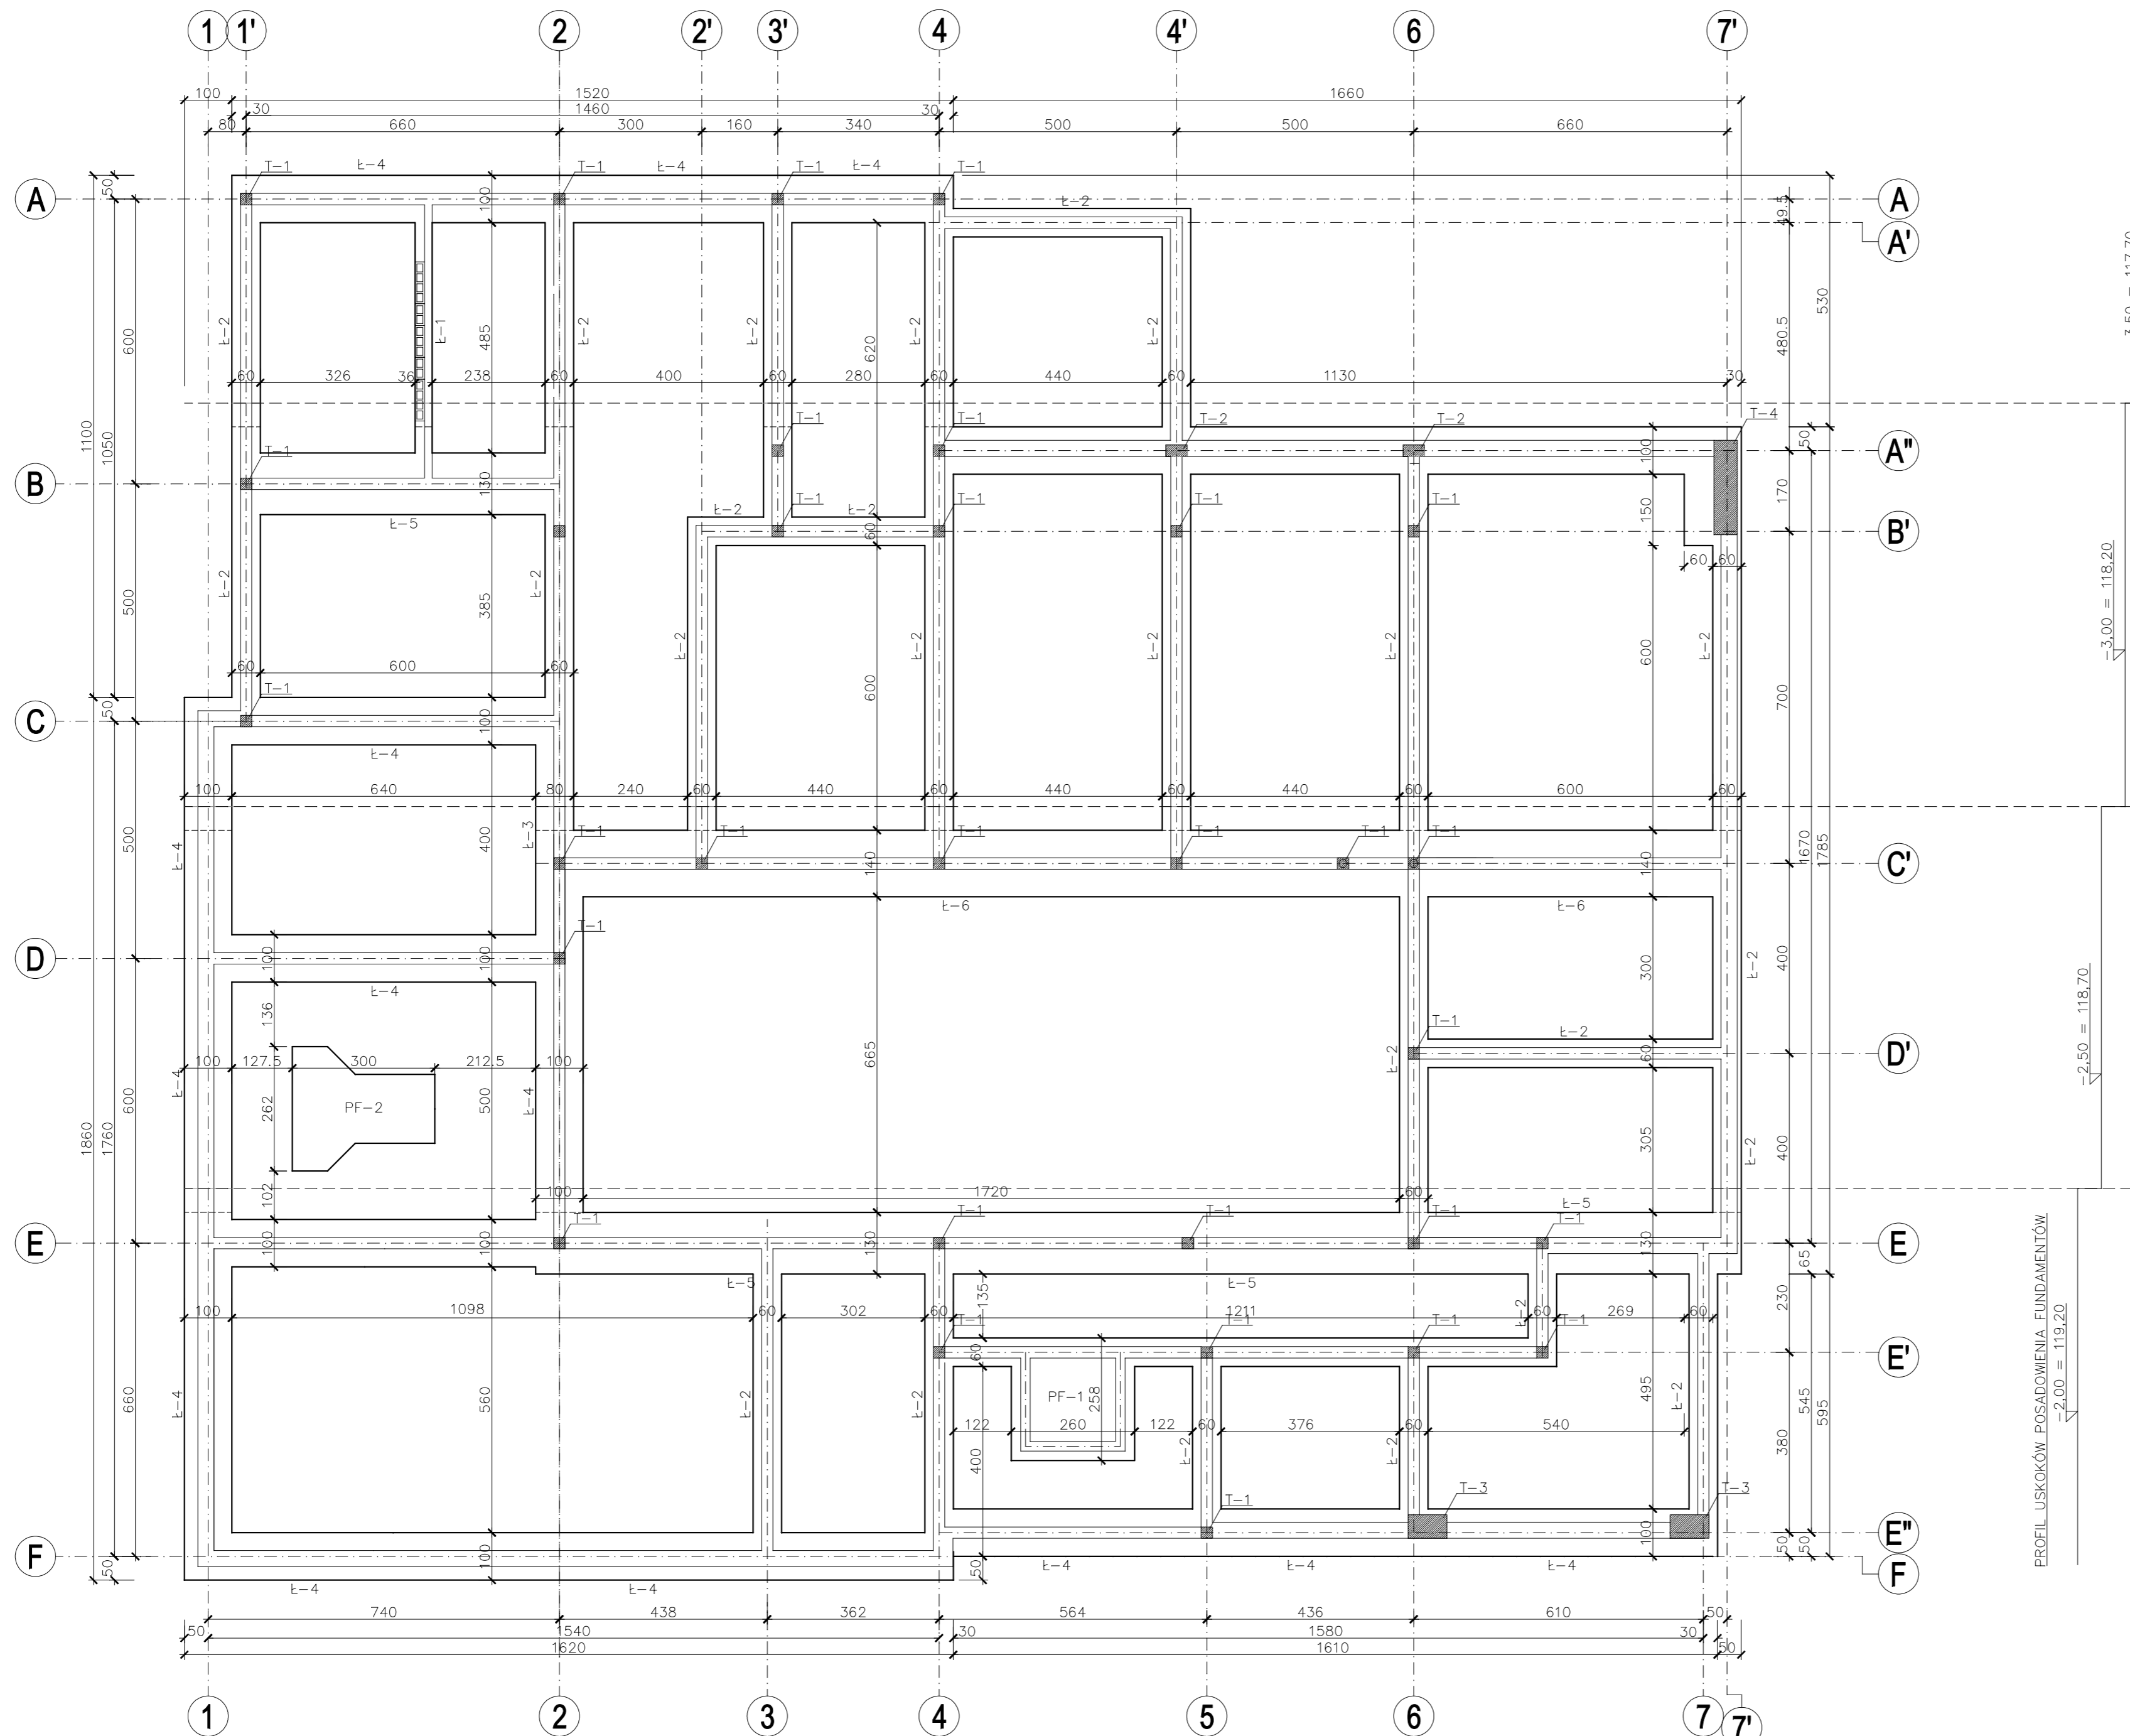 1 1' 2 2' 3' 4 4' 6 7'
100 1520 1660
30 1460 30
80 660 300 160 340 500 500 660
T-1 Ł-4 T-1 Ł-4 T-1 Ł-4 T-1
A 50 100 Ł-2 49.5 A
A'
600 Ł-2 Ł-1 485 Ł-2 Ł-2 620 Ł-2 Ł-2 480.5 530
60 326 36 238 60 400 60 280 60 440 60 1130 30
1100 1050
T-1 T-1 T-1 T-2 T-2 T-4 50
100 A"
B 130 Ł-2 Ł-2 T-1 T-1 T-1 T-1 150 170
Ł-5 60 B'
60 60
500 Ł-2 385 Ł-2
Ł-2 Ł-2 Ł-2 Ł-2 600 Ł-2
-3,00 = 118,20
60 600 60
T-1 600 700
C 50 100
Ł-4
100 640 80 240 60 440 60 440 60 440 60 600 60
Ł-4 400 Ł-3 T-1 T-1 T-1 T-1 T-1 T-1
500 140 140 1670 1785 C'
Ł-6 Ł-6
T-1
D 100 100 300 Ł-2 400
Ł-4
136 -2,50 = 118,70
T-1 Ł-2
100 127.5 300 212.5 100 665 Ł-2 60 D'
Ł-4 262 PF-2 500 Ł-4
1860 1760 600 305 Ł-2 400
102 100 1720 60
Ł-5
T-1 T-1 T-1 T-1 T-1
E 100 100 130 130 E
65
Ł-5 135 Ł-5
100 1098 60 302 60 1211 Ł-2 60 269 60 230
T-1 T-1 T-1 T-1
60 E'
Ł-4 660 560 Ł-2 Ł-2 PF-1 258 495 Ł-2
122 260 122 60 376 60 540
400 Ł-2 Ł-2 380 545 595
T-1 T-3 T-3
E"
F 50 100 50 100 50 50
Ł-4 Ł-4 Ł-4 F
Ł-4 Ł-4
PROFIL USKOKÓW POSADOWIENIA FUNDAMENTÓW
-2,00 = 119,20
740 438 362 564 436 610 50
50 1540 30 1580 30
1620 1610 50
1 2 3 4 5 6 7 7'